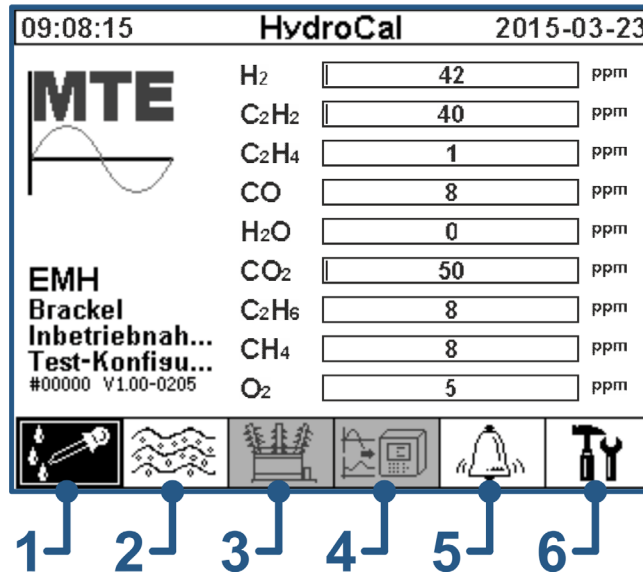 09:08:15 HydroCal 2015-03-23
MTE
H2 42 ppm
C2H2 40 ppm
C2H4 1 ppm
CO 8 ppm
H2O 0 ppm
CO2 50 ppm
C2H6 8 ppm
CH4 8 ppm
O2 5 ppm
EMH
Brackel
Inbetriebnah...
Test-Konfigu...
#00000 V1.00-0205
1 2 3 4 5 6